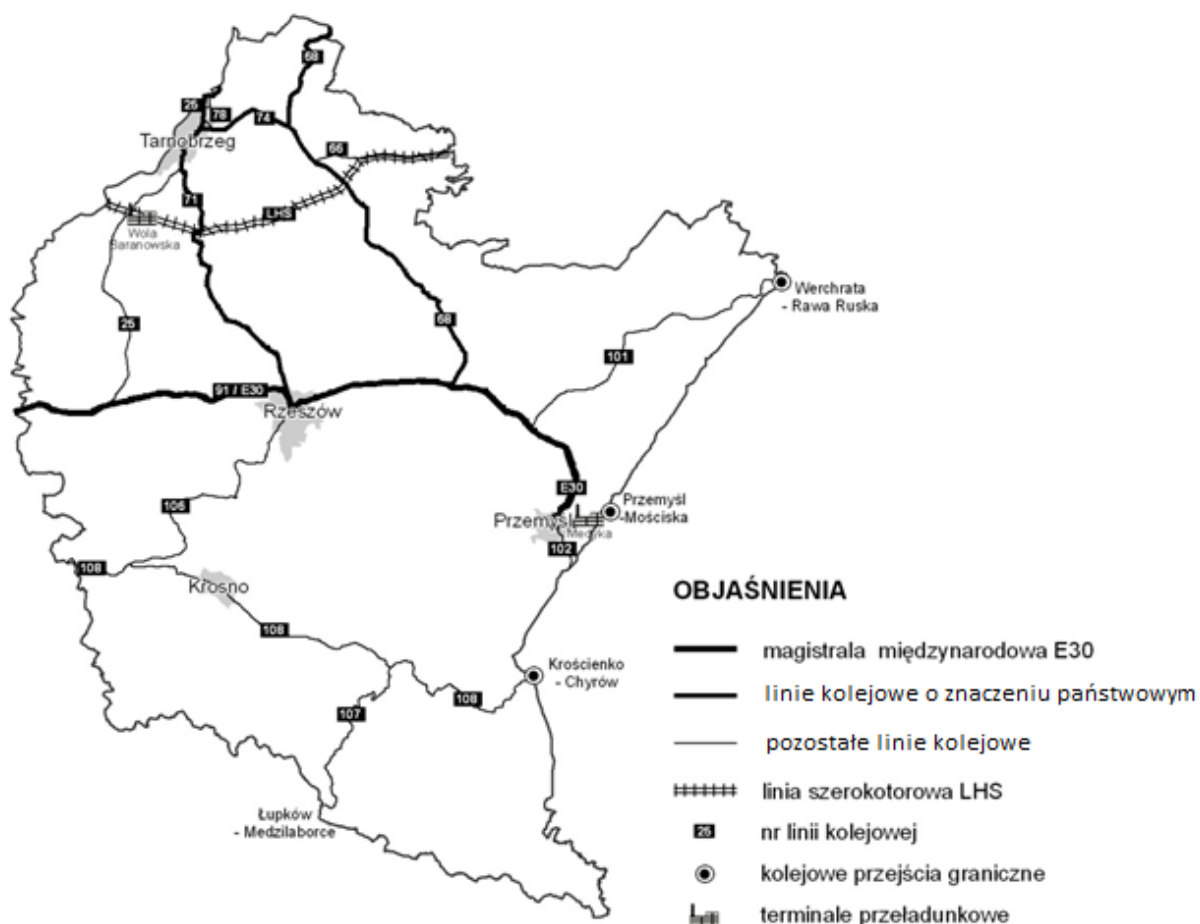 68
25
78
74
Tarnobrzeg
66
71
LHS
Wola
Baranowska
Werchrata
- Rawa Ruska
25
68
101
91 / E30
Rzeszów
E30
Przemyśl
- Mościska
106
Przemyśl
Medyka
102
108
Krosno
108
Krościenko
- Chyrów
108
107
Łupków
- Medzilaborce
OBJAŚNIENIA
magistrala międzynarodowa E30
linie kolejowe o znaczeniu państwowym
pozostałe linie kolejowe
linia szerokotorowa LHS
25 nr linii kolejowej
kolejowe przejścia graniczne
terminale przeładunkowe